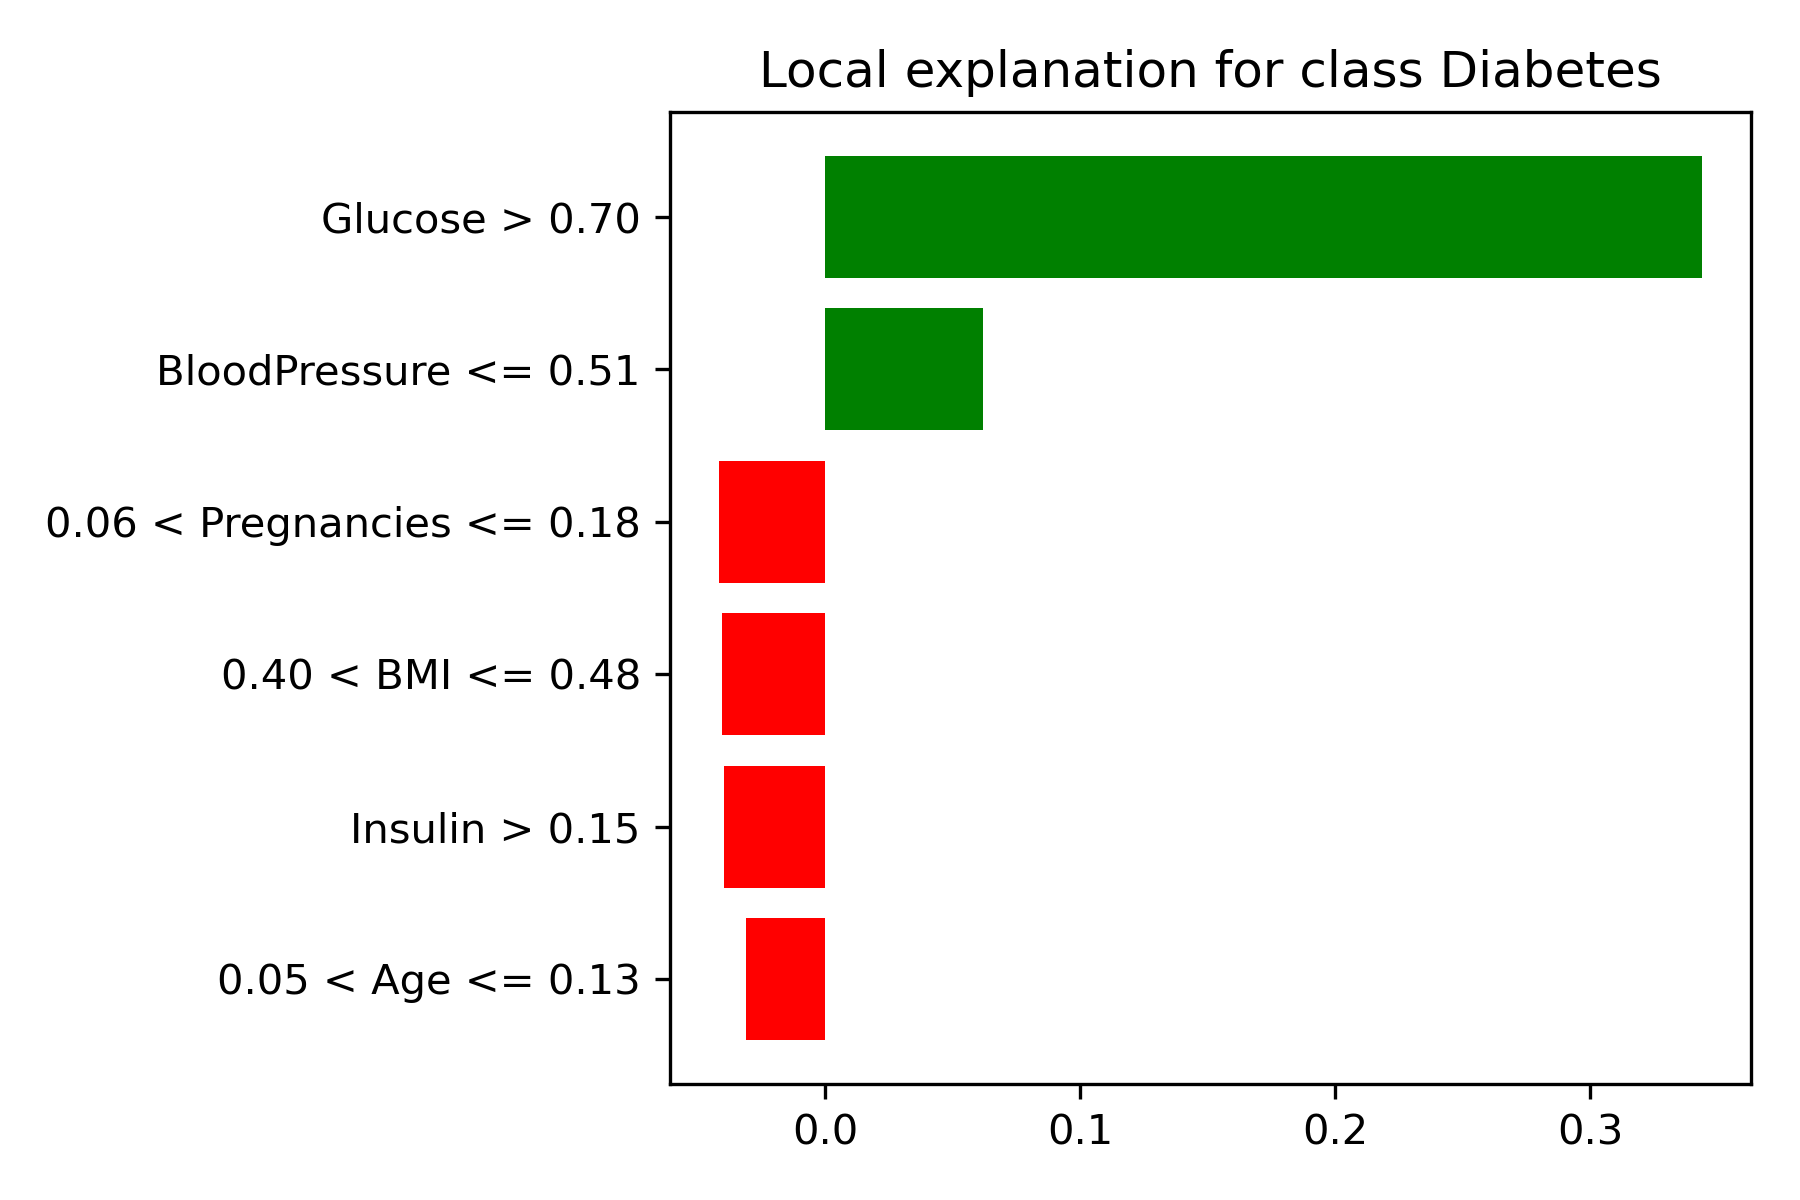 Local explanation for class Diabetes
Glucose > 0.70
BloodPressure <= 0.51
0.06 < Pregnancies <= 0.18
0.40 < BMI <= 0.48
Insulin > 0.15
0.05 < Age <= 0.13
0.0 0.1 0.2 0.3